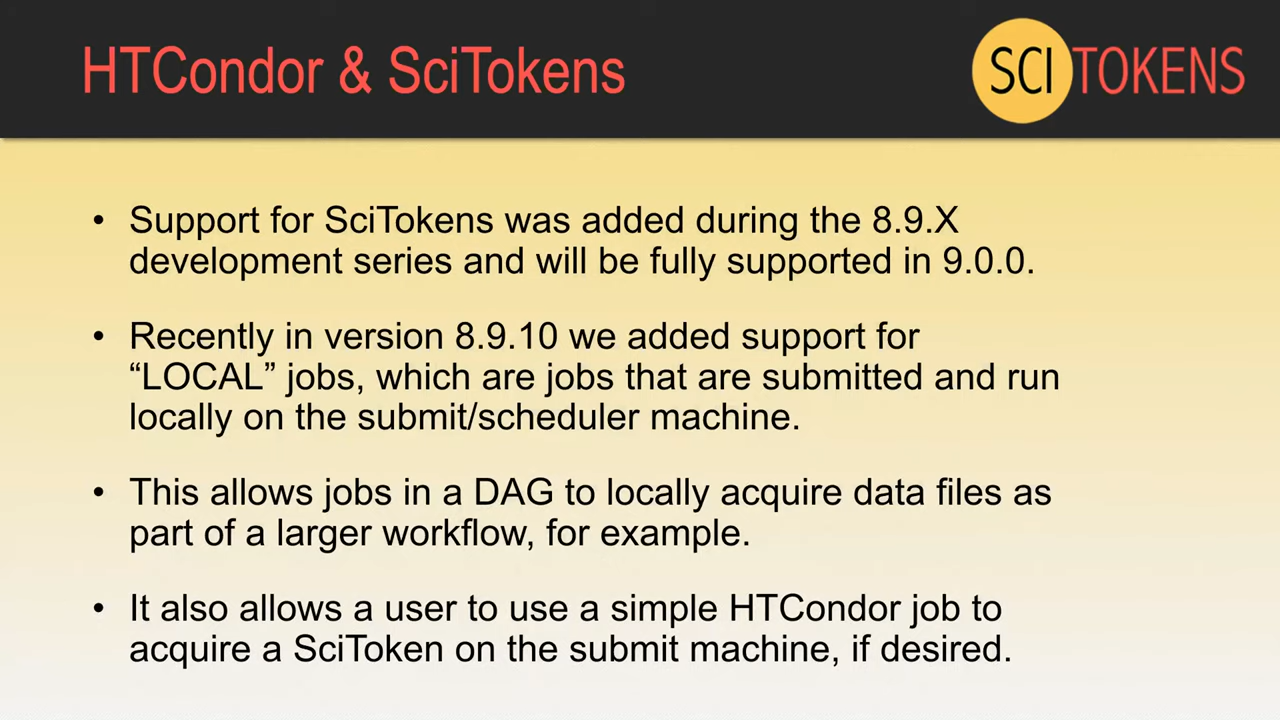 HTCondor & SciTokens
SCITOKENS
• Support for SciTokens was added during the 8.9.X
development series and will be fully supported in 9.0.0.
• Recently in version 8.9.10 we added support for
“LOCAL” jobs, which are jobs that are submitted and run
locally on the submit/scheduler machine.
• This allows jobs in a DAG to locally acquire data files as
part of a larger workflow, for example.
• It also allows a user to use a simple HTCondor job to
acquire a SciToken on the submit machine, if desired.